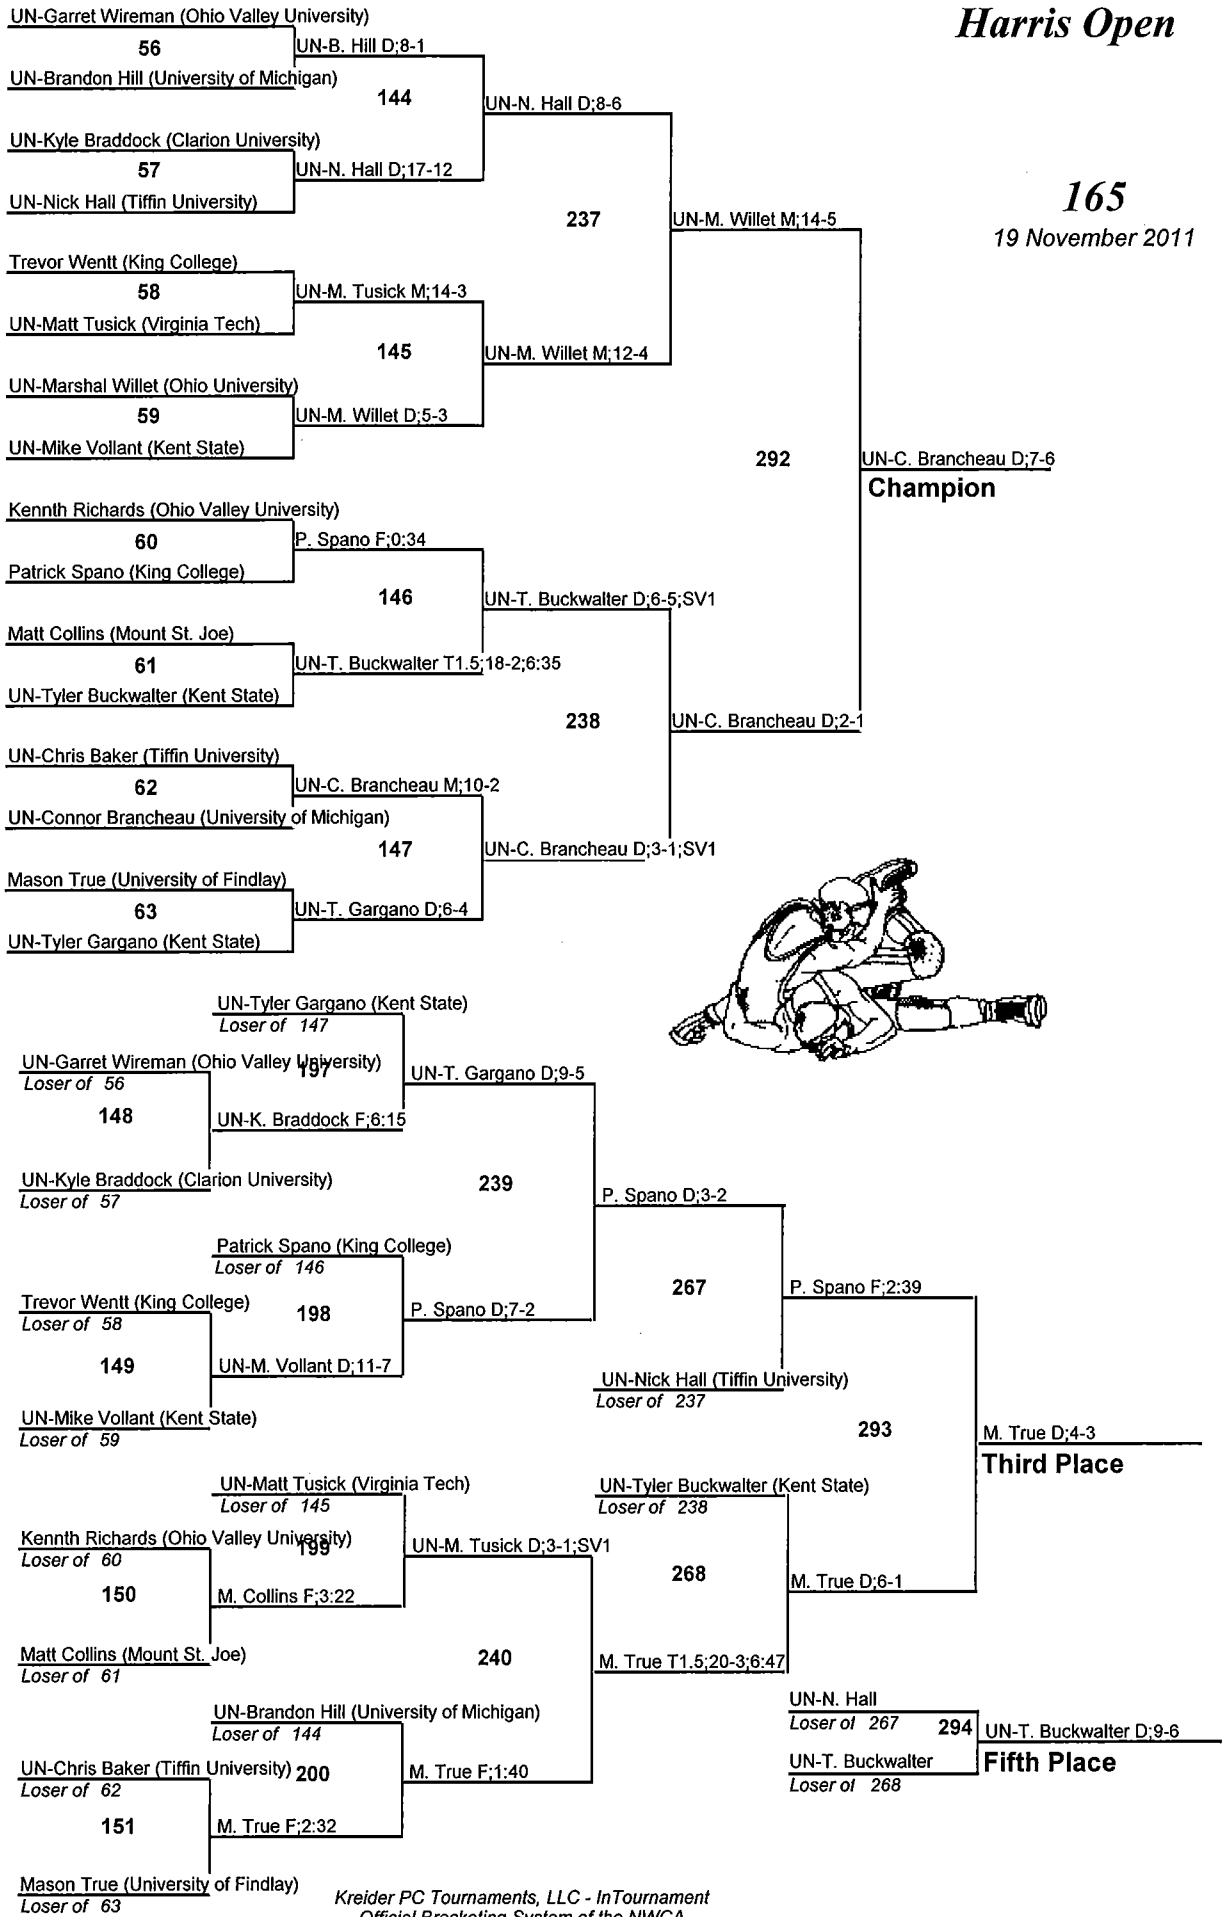 Harris Open
165
19 November 2011
UN-Garret Wireman (Ohio Valley University)
56
UN-B. Hill D;8-1
UN-Brandon Hill (University of Michigan)
144
UN-N. Hall D;8-6
UN-Kyle Braddock (Clarion University)
57
UN-N. Hall D;17-12
UN-Nick Hall (Tiffin University)
237
UN-M. Willet M;14-5
Trevor Wentt (King College)
58
UN-M. Tusick M;14-3
UN-Matt Tusick (Virginia Tech)
145
UN-M. Willet M;12-4
UN-Marshal Willet (Ohio University)
59
UN-M. Willet D;5-3
UN-Mike Vollant (Kent State)
292
UN-C. Brancheau D;7-6
Champion
Kennth Richards (Ohio Valley University)
60
P. Spano F;0:34
Patrick Spano (King College)
146
UN-T. Buckwalter D;6-5;SV1
Matt Collins (Mount St. Joe)
61
UN-T. Buckwalter T1.5;18-2;6:35
UN-Tyler Buckwalter (Kent State)
238
UN-C. Brancheau D;2-1
UN-Chris Baker (Tiffin University)
62
UN-C. Brancheau M;10-2
UN-Connor Brancheau (University of Michigan)
147
UN-C. Brancheau D;3-1;SV1
Mason True (University of Findlay)
63
UN-T. Gargano D;6-4
UN-Tyler Gargano (Kent State)
UN-Tyler Gargano (Kent State)
Loser of 147
UN-Garret Wireman (Ohio Valley University)
197
Loser of 56
UN-T. Gargano D;9-5
148
UN-K. Braddock F;6:15
UN-Kyle Braddock (Clarion University)
Loser of 57
239
P. Spano D;3-2
Patrick Spano (King College)
Loser of 146
Trevor Wentt (King College)
Loser of 58
198
P. Spano D;7-2
267
P. Spano F;2:39
149
UN-M. Vollant D;11-7
UN-Nick Hall (Tiffin University)
Loser of 237
UN-Mike Vollant (Kent State)
Loser of 59
293
M. True D;4-3
Third Place
UN-Matt Tusick (Virginia Tech)
Loser of 145
UN-Tyler Buckwalter (Kent State)
Loser of 238
Kennth Richards (Ohio Valley University)
199
Loser of 60
UN-M. Tusick D;3-1;SV1
150
M. Collins F;3:22
268
M. True D;6-1
Matt Collins (Mount St. Joe)
Loser of 61
240
M. True T1.5;20-3;6:47
UN-Brandon Hill (University of Michigan)
Loser of 144
UN-N. Hall
Loser of 267
294
UN-T. Buckwalter D;9-6
Fifth Place
UN-T. Buckwalter
Loser of 268
UN-Chris Baker (Tiffin University)
200
Loser of 62
M. True F;1:40
151
M. True F;2:32
Mason True (University of Findlay)
Loser of 63
Kreider PC Tournaments, LLC - InTournament
Official Bracketing System of the NWCA